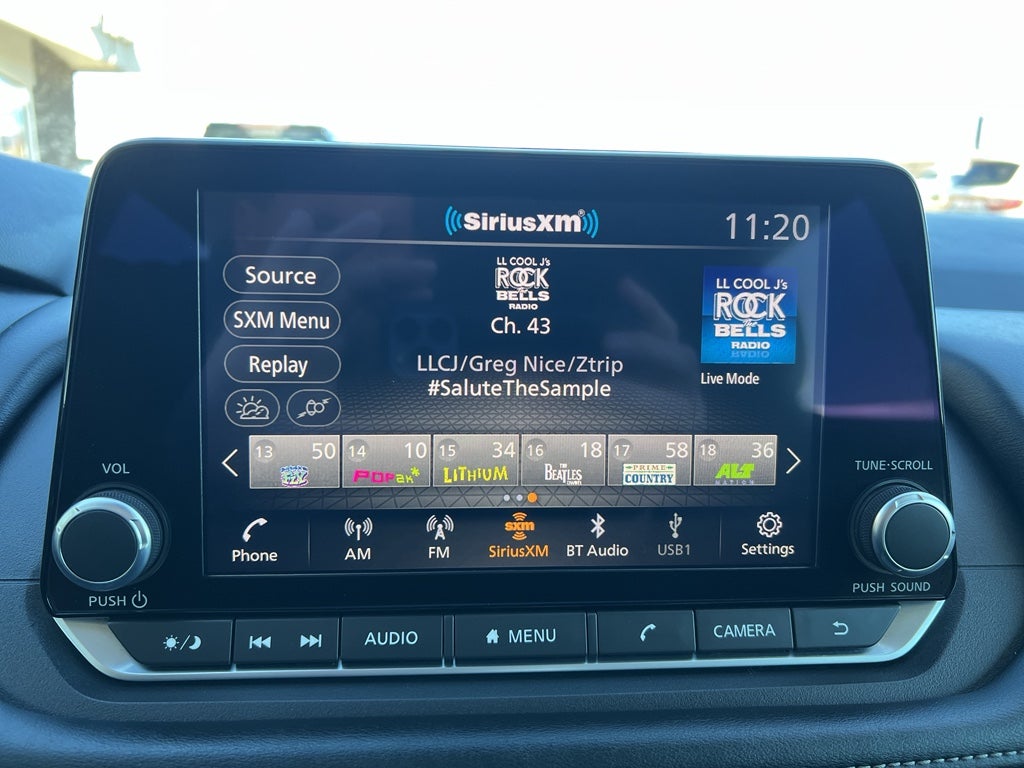 SiriusXM®
11:20
Source
SXM Menu
Replay
LL COOL J's
ROCK
THE
BELLS
RADIO
Ch. 43
LLCJ/Greg Nice/Ztrip
#SaluteTheSample
LL COOL J's
ROCK
the
BELLS
RADIO
Live Mode
13 50
14 10 POProcks*
15 34 LITHIUM
16 18 THE BEATLES CHANNEL
17 58 PRIME COUNTRY
18 36 ALT NATION
Phone
AM
FM
sxm
SiriusXM
BT Audio
USB1
Settings
VOL
PUSH
TUNE·SCROLL
PUSH SOUND
AUDIO
MENU
CAMERA